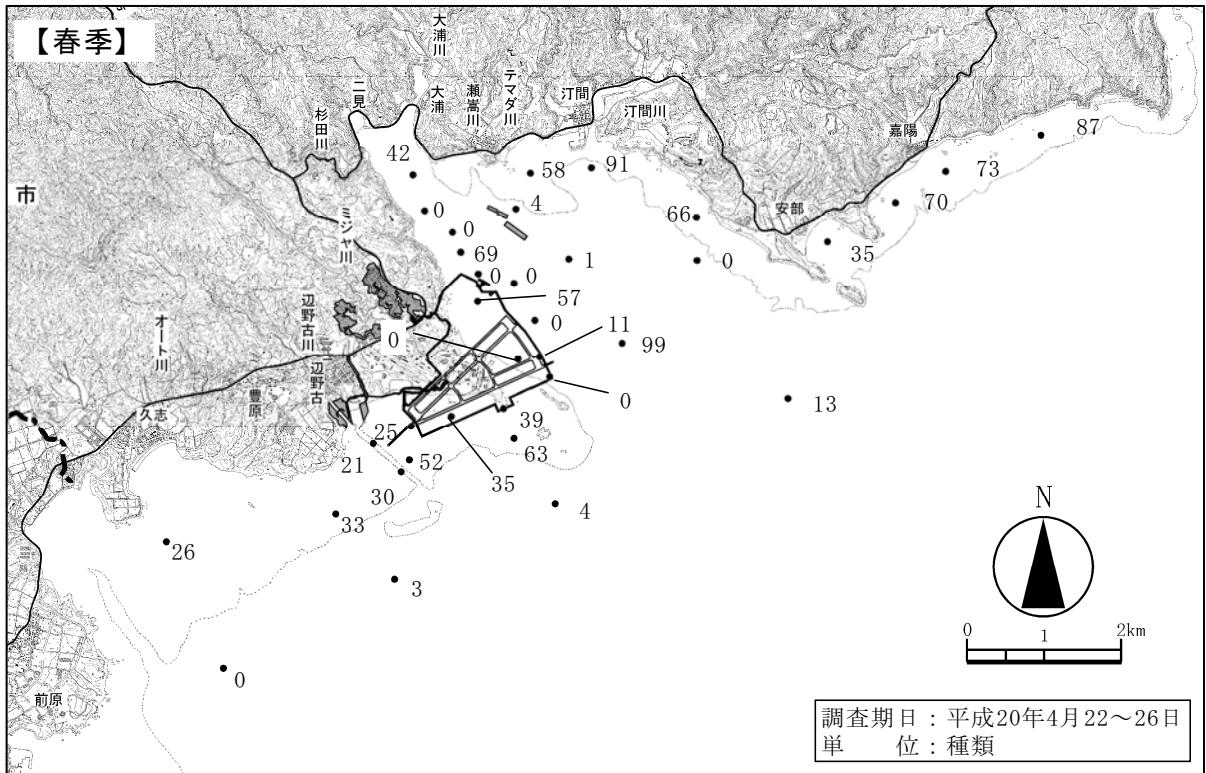 【春季】
大浦川
二見
大浦
瀬嵩川
テマダ川
汀間
汀間川
嘉陽
杉田川
市
ミジャ川
安部
辺野古川
辺野古
オート川
豊原
久志
前原
87
73
70
35
42
58
91
4
66
0
0
0
69
1
0
0
57
0
11
0
99
0
13
39
25
63
21
52
35
30
4
33
26
3
0
N
0 1 2km
調査期日：平成20年4月22～26日
単 位：種類